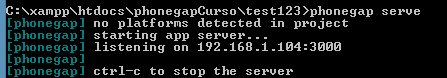 C:\xampp\htdocs\phonegapCurso\test123>phonegap serve
[phonegap] no platforms detected in project
[phonegap] starting app server...
[phonegap] listening on 192.168.1.104:3000
[phonegap]
[phonegap] ctrl-c to stop the server